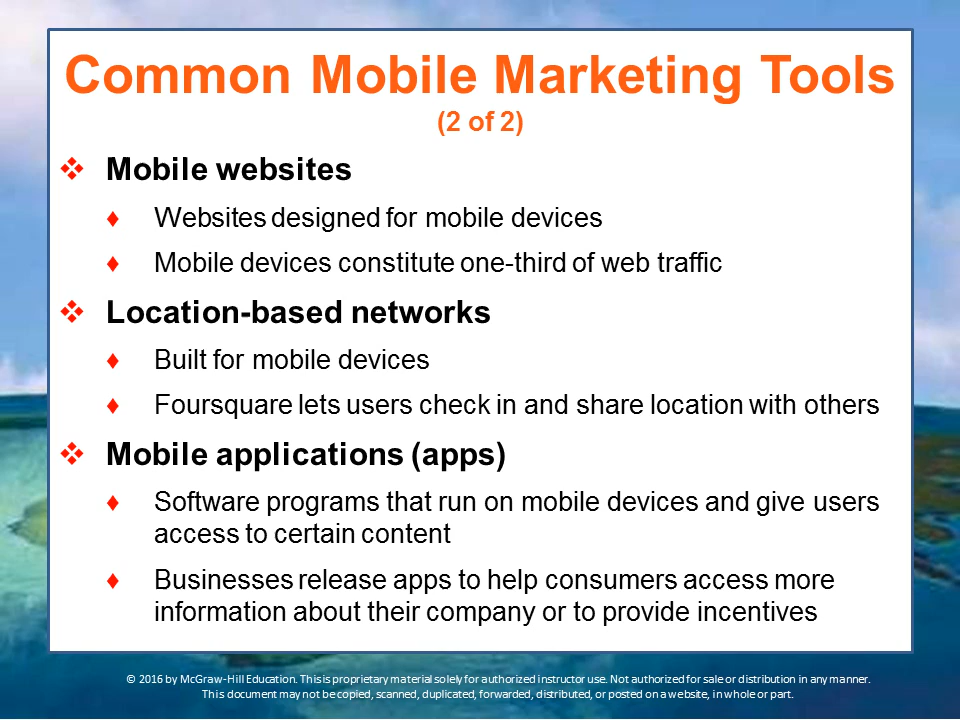 Common Mobile Marketing Tools
(2 of 2)
❖ Mobile websites
♦ Websites designed for mobile devices
♦ Mobile devices constitute one-third of web traffic
❖ Location-based networks
♦ Built for mobile devices
♦ Foursquare lets users check in and share location with others
❖ Mobile applications (apps)
♦ Software programs that run on mobile devices and give users
access to certain content
♦ Businesses release apps to help consumers access more
information about their company or to provide incentives
© 2016 by McGraw-Hill Education. This is proprietary material solely for authorized instructor use. Not authorized for sale or distribution in any manner.
This document may not be copied, scanned, duplicated, forwarded, distributed, or posted on a website, in whole or part.